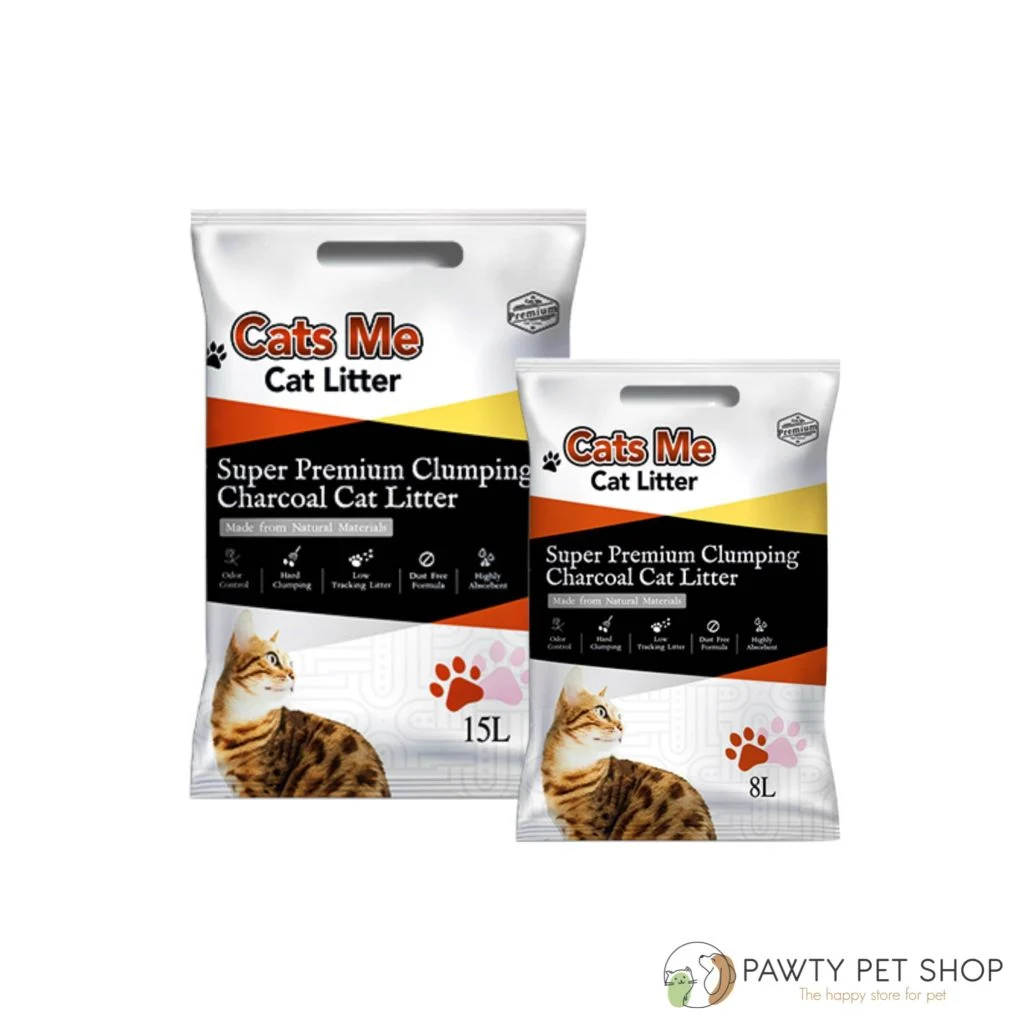 Cats Me
Cat Litter
Premium
Super Premium Clumping
Charcoal Cat Litter
Made from Natural Materials
Odor Control
Hard Clumping
Low Tracking Litter
Dust Free Formula
Highly Absorbent
15L
Cats Me
Cat Litter
Premium
Super Premium Clumping
Charcoal Cat Litter
Made from Natural Materials
Odor Control
Hard Clumping
Low Tracking Litter
Dust Free Formula
Highly Absorbent
8L
PAWTY PET SHOP
The happy store for pet